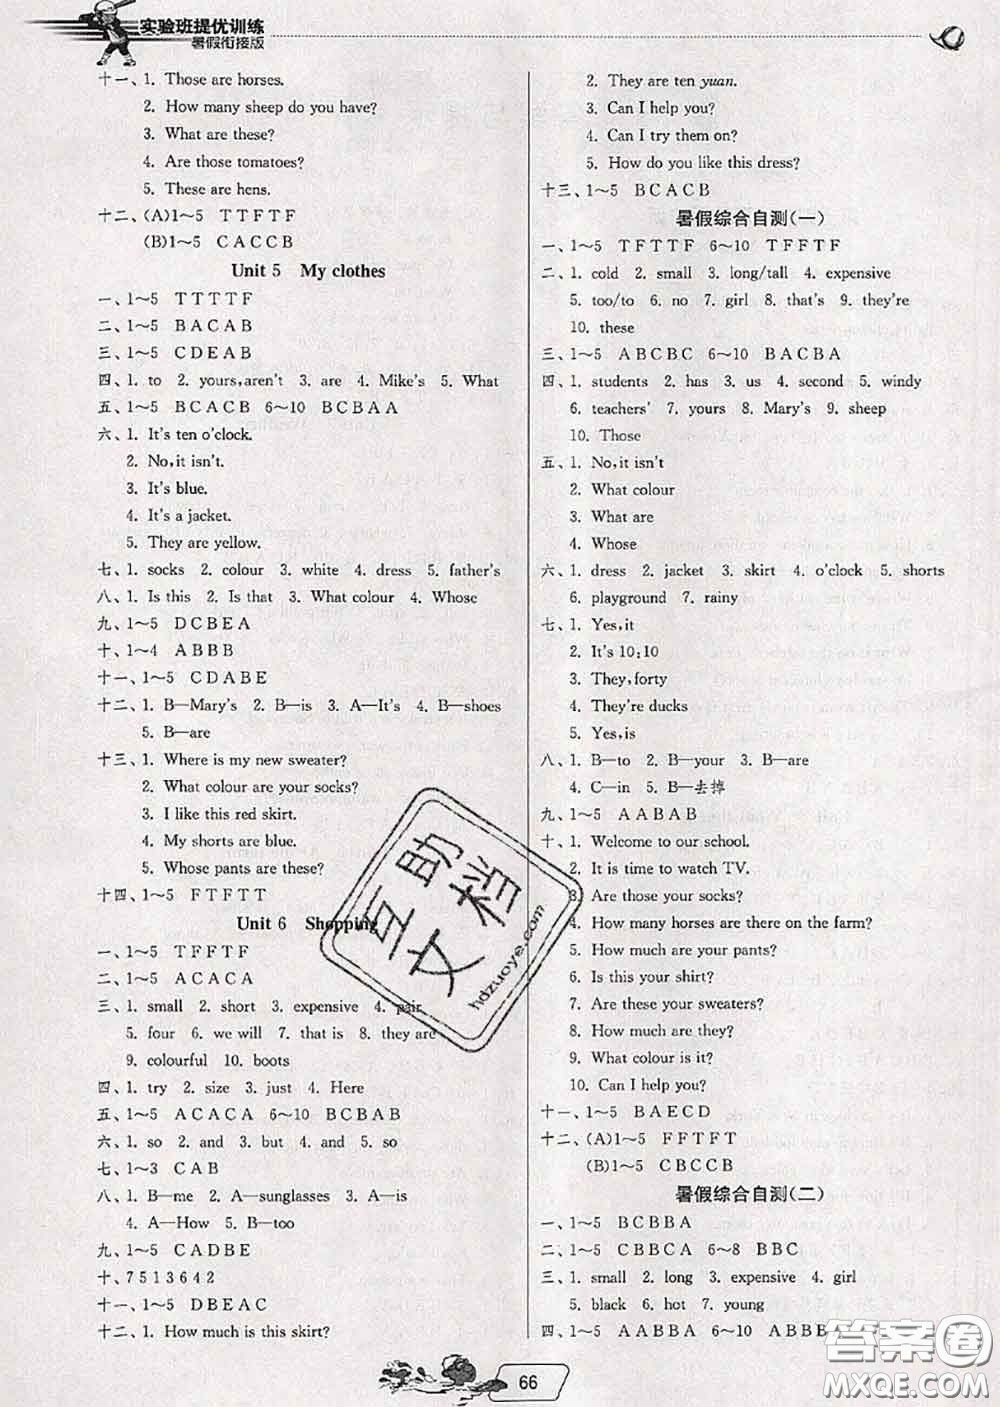 实验班提优训练
暑假衔接版
十一、1. Those are horses.
2. How many sheep do you have?
3. What are these?
4. Are those tomatoes?
5. These are hens.
十二、(A)1～5 T T F T F
(B)1～5 C A C C B
Unit 5 My clothes
一、1～5 T T T T F
二、1～5 B A C A B
三、1～5 C D E A B
四、1. to 2. yours,aren't 3. are 4. Mike's 5. What
五、1～5 B C A C B 6～10 B C B A A
六、1. It's ten o'clock.
2. No,it isn't.
3. It's blue.
4. It's a jacket.
5. They are yellow.
七、1. socks 2. colour 3. white 4. dress 5. father's
八、1. Is this 2. Is that 3. What colour 4. Whose
九、1～5 D C B E A
十、1～4 A B B B
十一、1～5 C D A B E
十二、1. B—Mary's 2. B—is 3. A—It's 4. B—shoes
5. B—are
十三、1. Where is my new sweater?
2. What colour are your socks?
3. I like this red skirt.
4. My shorts are blue.
5. Whose pants are these?
十四、1～5 F T F T T
Unit 6 Shopping
一、1～5 T F F T F
二、1～5 A C A C A
三、1. small 2. short 3. expensive 4. pair
5. four 6. we will 7. that is 8. they are
9. colourful 10. boots
四、1. try 2. size 3. just 4. Here
五、1～5 A C A C A 6～10 B C B A B
六、1. so 2. and 3. but 4. and 5. so
七、1～3 C A B
八、1. B—me 2. A—sunglasses 3. A—is
4. A—How 5. B—too
九、1～5 C A D B E
十、7 5 1 3 6 4 2
十一、1～5 D B E A C
十二、1. How much is this skirt?
2. They are ten yuan.
3. Can I help you?
4. Can I try them on?
5. How do you like this dress?
十三、1～5 B C A C B
暑假综合自测(一)
一、1～5 T F T T F 6～10 T F F T F
二、1. cold 2. small 3. long/tall 4. expensive
5. too/to 6. no 7. girl 8. that's 9. they're
10. these
三、1～5 A B C B C 6～10 B A C B A
四、1. students 2. has 3. us 4. second 5. windy
6. teachers' 7. yours 8. Mary's 9. sheep
10. Those
五、1. No,it isn't
2. What colour
3. What are
4. Whose
六、1. dress 2. jacket 3. skirt 4. o'clock 5. shorts
6. playground 7. rainy
七、1. Yes,it
2. It's 10:10
3. They,forty
4. They're ducks
5. Yes,is
八、1. B—to 2. B—your 3. B—are
4. C—in 5. B—去掉
九、1～5 A A B A B
十、1. Welcome to our school.
2. It is time to watch TV.
3. Are those your socks?
4. How many horses are there on the farm?
5. How much are your pants?
6. Is this your shirt?
7. Are these your sweaters?
8. How much are they?
9. What colour is it?
10. Can I help you?
十一、1～5 B A E C D
十二、(A)1～5 F F T F T
(B)1～5 C B C C B
暑假综合自测(二)
一、1～5 B C B B A
二、1～5 C B B C A 6～8 B B C
三、1. small 2. long 3. expensive 4. girl
5. black 6. hot 7. young
四、1～5 A A B B A 6～10 A B B B
互助文档
hdzuoye.com
答案圈
MXQE.COM
66